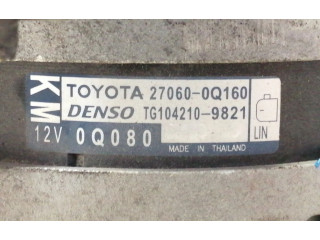 KM
TOYOTA 27060-0Q160
DENSO TG104210-9821
12V 0Q080
LIN
MADE IN THAILAND